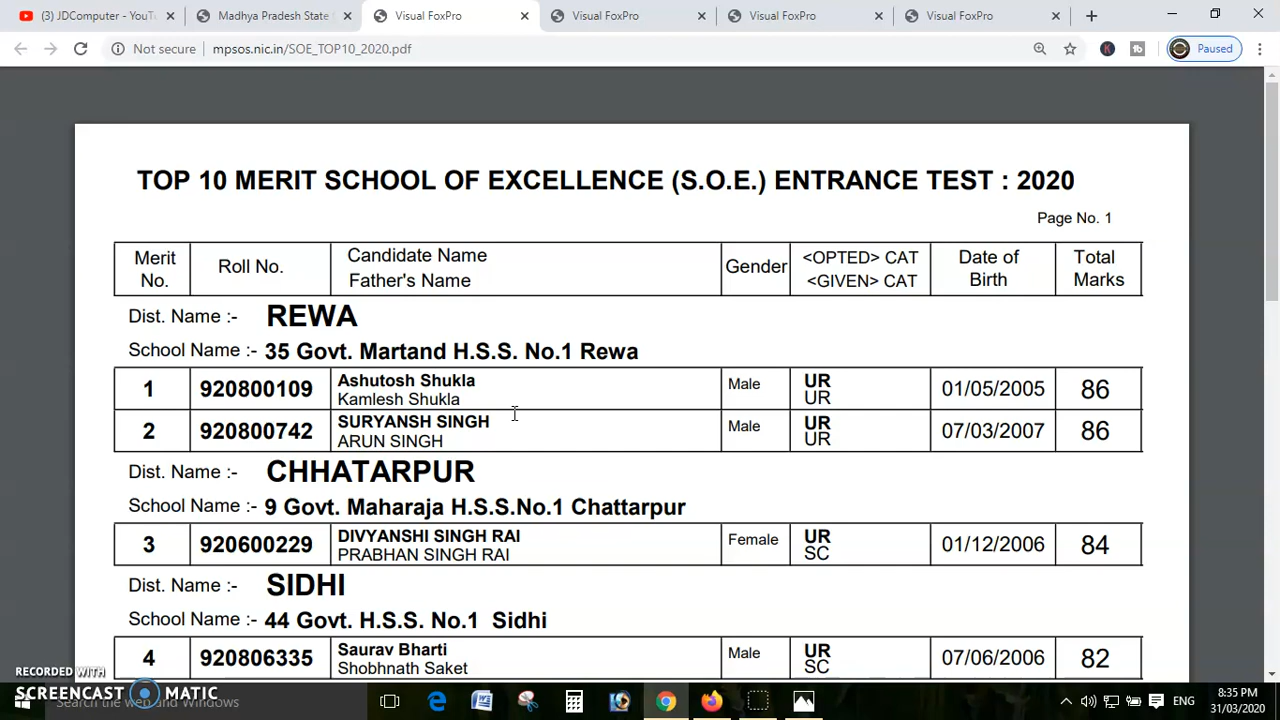 (3) JDComputer - YouT
Madhya Pradesh State
Visual FoxPro
Visual FoxPro
Visual FoxPro
Visual FoxPro
Not secure
mpsos.nic.in/SOE_TOP10_2020.pdf
K
tb
Paused
TOP 10 MERIT SCHOOL OF EXCELLENCE (S.O.E.) ENTRANCE TEST : 2020
Page No. 1
Merit No. Roll No. Candidate Name Father's Name Gender <OPTED> CAT <GIVEN> CAT Date of Birth Total Marks
Dist. Name :- REWA
School Name :- 35 Govt. Martand H.S.S. No.1 Rewa
1 920800109 Ashutosh Shukla Male UR 01/05/2005 86
Kamlesh Shukla UR
2 920800742 SURYANSH SINGH Male UR 07/03/2007 86
ARUN SINGH UR
Dist. Name :- CHHATARPUR
School Name :- 9 Govt. Maharaja H.S.S.No.1 Chattarpur
3 920600229 DIVYANSHI SINGH RAI Female UR 01/12/2006 84
PRABHAN SINGH RAI SC
Dist. Name :- SIDHI
School Name :- 44 Govt. H.S.S. No.1 Sidhi
4 920806335 Saurav Bharti Male UR 07/06/2006 82
Shobhnath Saket SC
RECORDED WITH
SCREENCAST MATIC
Search the web and Windows
ENG
8:35 PM
31/03/2020